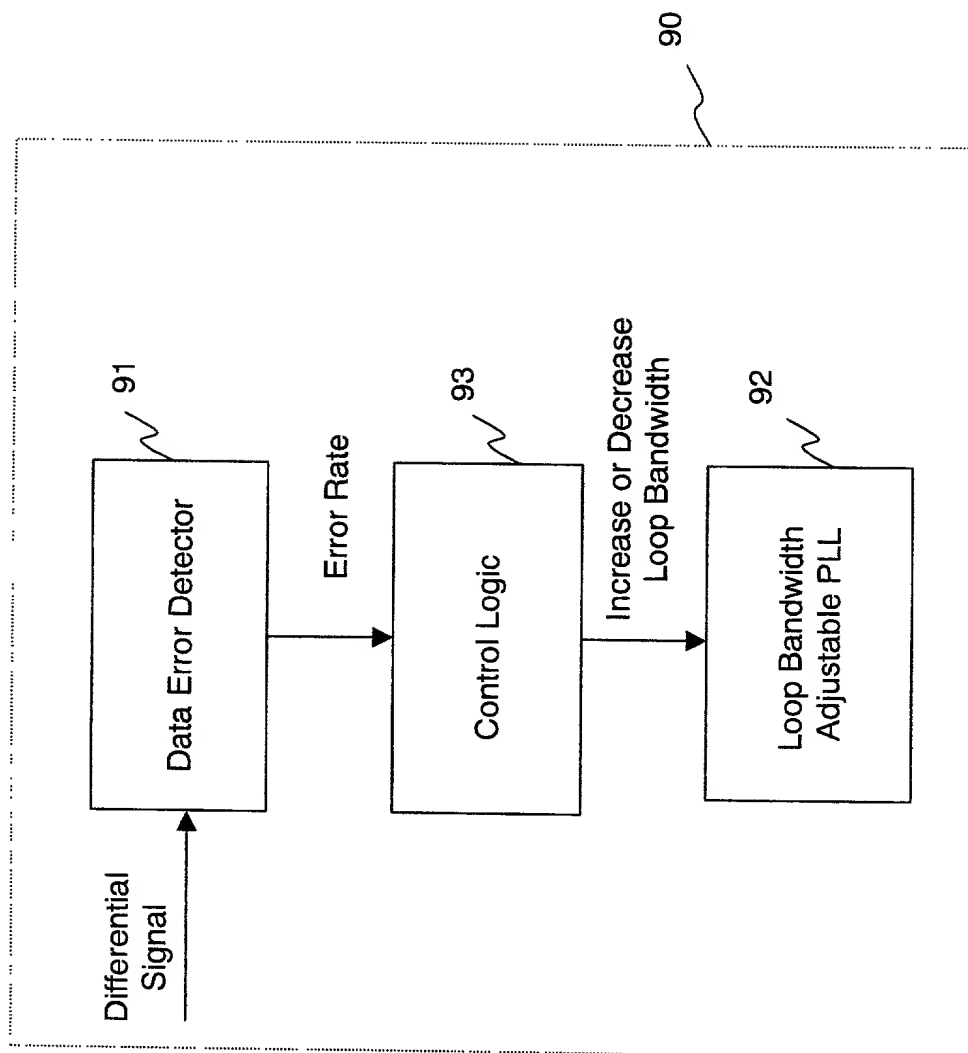 90
Differential
Signal
91
Data Error Detector
Error Rate
93
Control Logic
Increase or Decrease
Loop Bandwidth
92
Loop Bandwidth
Adjustable PLL